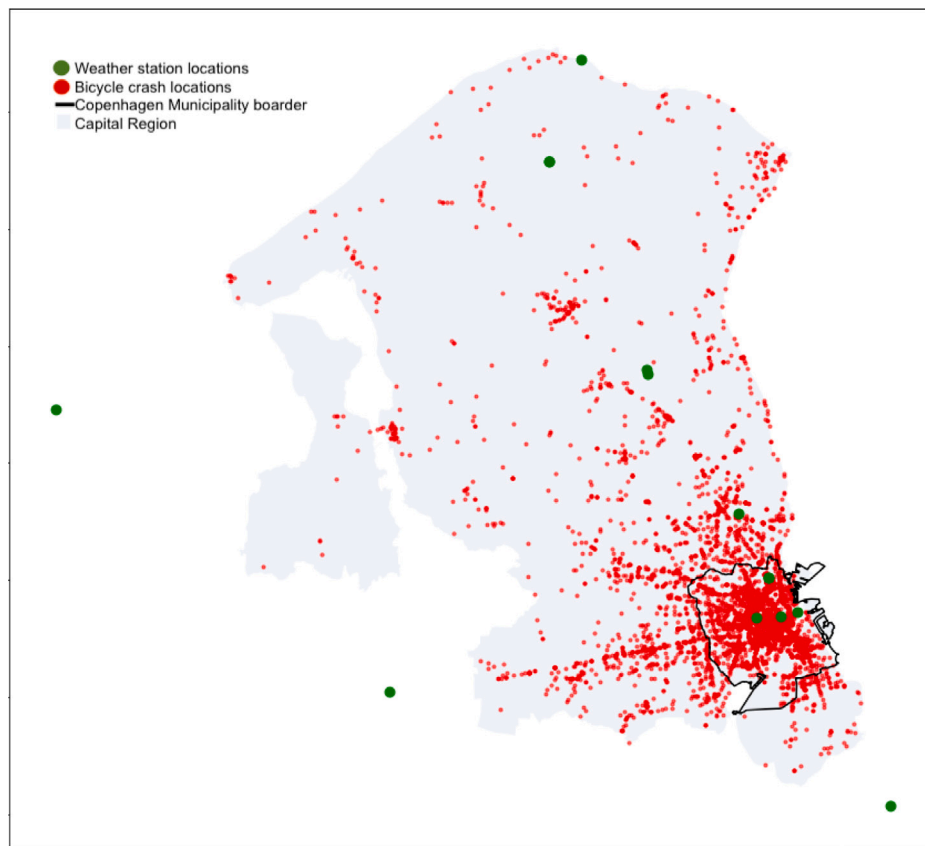 Weather station locations
Bicycle crash locations
Copenhagen Municipality boarder
Capital Region